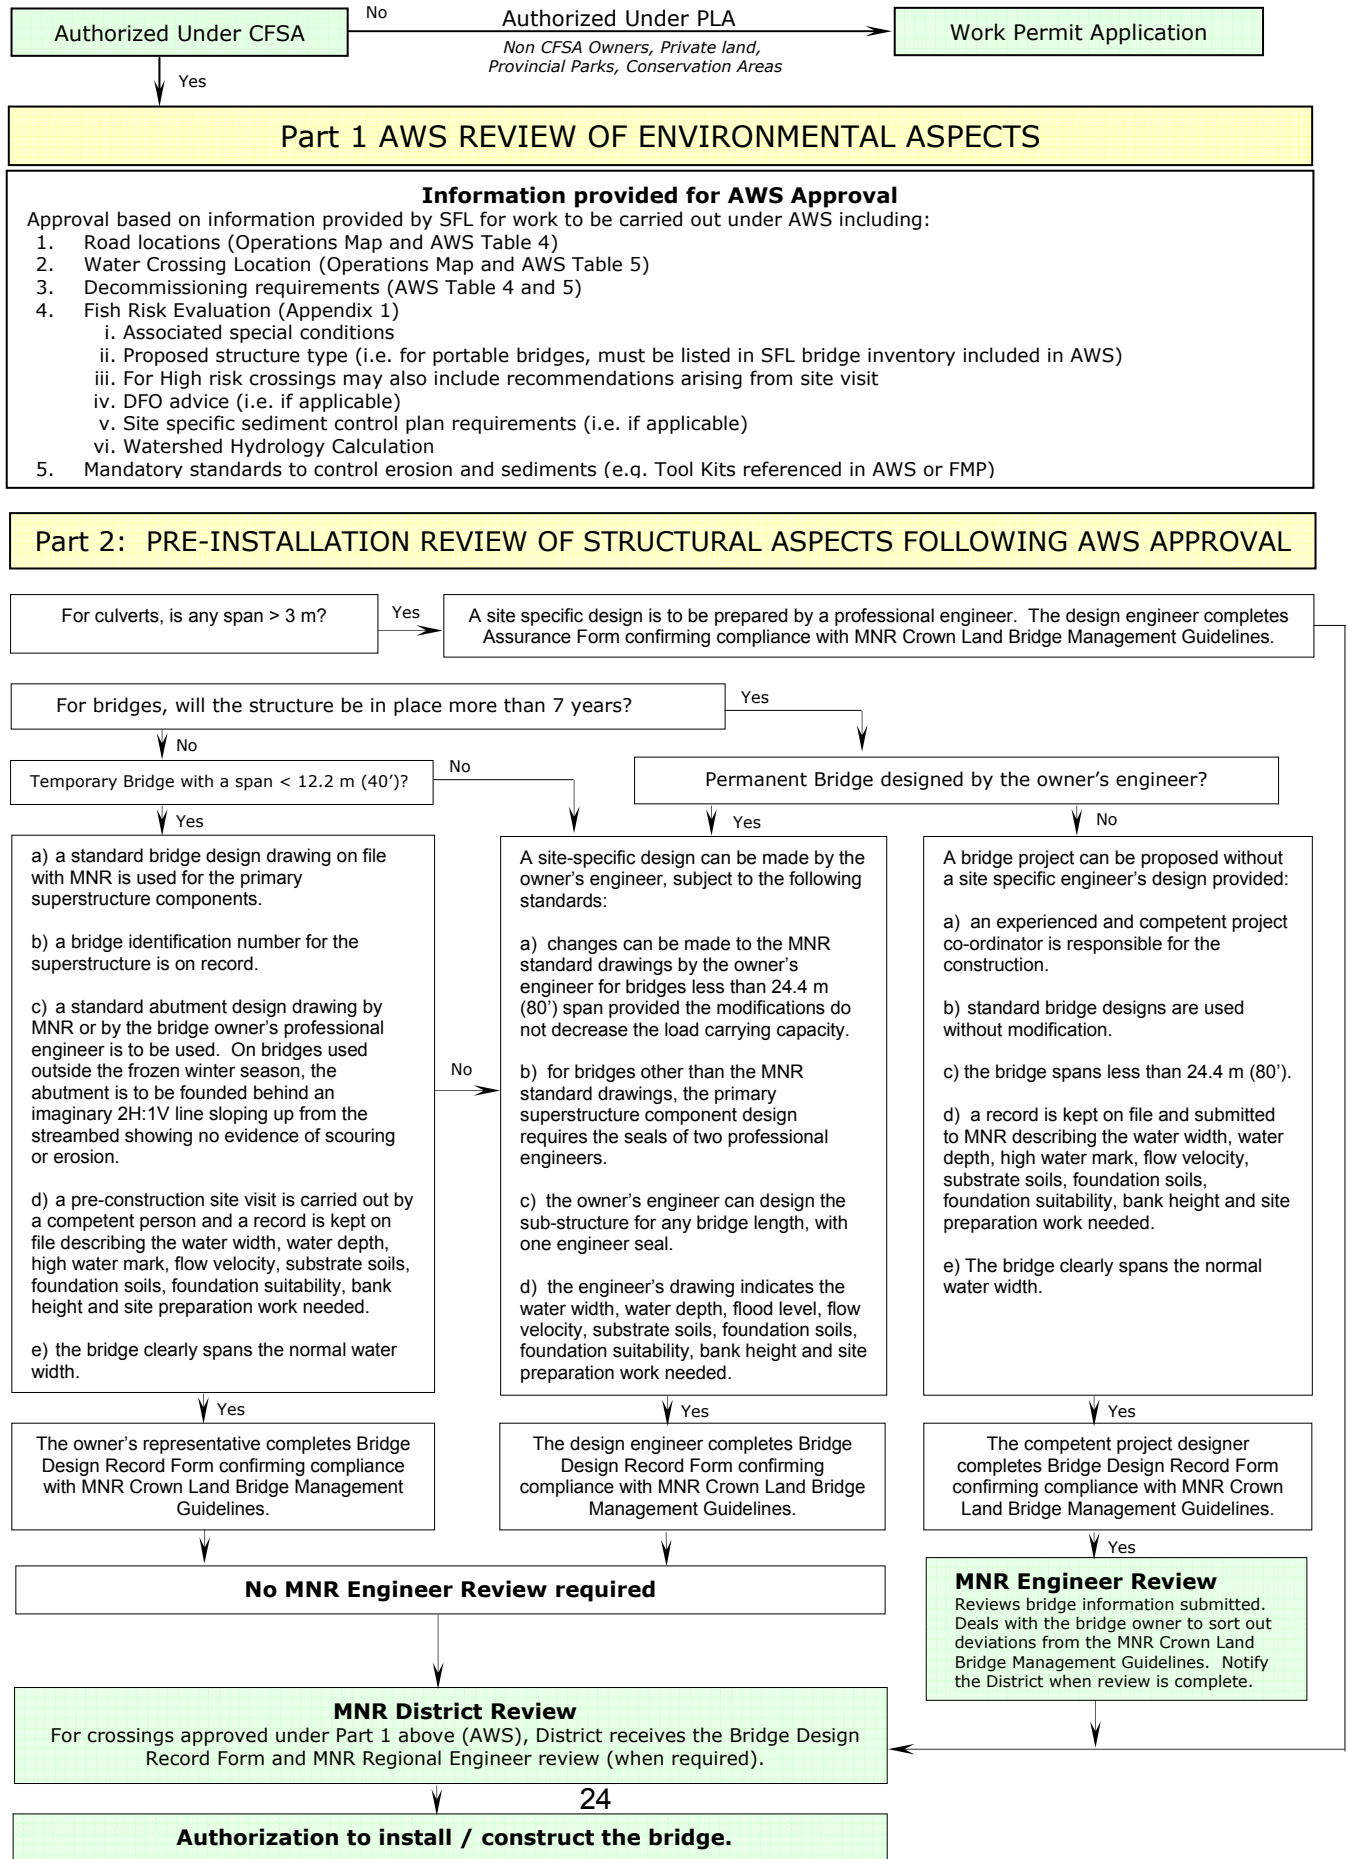 Authorized Under CFSA
No
Authorized Under PLA
Non CFSA Owners, Private land,
Provincial Parks, Conservation Areas
Work Permit Application
Yes
Part 1 AWS REVIEW OF ENVIRONMENTAL ASPECTS
Information provided for AWS Approval
Approval based on information provided by SFL for work to be carried out under AWS including:
1. Road locations (Operations Map and AWS Table 4)
2. Water Crossing Location (Operations Map and AWS Table 5)
3. Decommissioning requirements (AWS Table 4 and 5)
4. Fish Risk Evaluation (Appendix 1)
i. Associated special conditions
ii. Proposed structure type (i.e. for portable bridges, must be listed in SFL bridge inventory included in AWS)
iii. For High risk crossings may also include recommendations arising from site visit
iv. DFO advice (i.e. if applicable)
v. Site specific sediment control plan requirements (i.e. if applicable)
vi. Watershed Hydrology Calculation
5. Mandatory standards to control erosion and sediments (e.g. Tool Kits referenced in AWS or FMP)
Part 2: PRE-INSTALLATION REVIEW OF STRUCTURAL ASPECTS FOLLOWING AWS APPROVAL
For culverts, is any span > 3 m?
Yes
A site specific design is to be prepared by a professional engineer. The design engineer completes
Assurance Form confirming compliance with MNR Crown Land Bridge Management Guidelines.
For bridges, will the structure be in place more than 7 years?
Yes
No
Temporary Bridge with a span < 12.2 m (40')?
No
Permanent Bridge designed by the owner's engineer?
Yes
Yes
No
a) a standard bridge design drawing on file
with MNR is used for the primary
superstructure components.
b) a bridge identification number for the
superstructure is on record.
c) a standard abutment design drawing by
MNR or by the bridge owner's professional
engineer is to be used. On bridges used
outside the frozen winter season, the
abutment is to be founded behind an
imaginary 2H:1V line sloping up from the
streambed showing no evidence of scouring
or erosion.
d) a pre-construction site visit is carried out by
a competent person and a record is kept on
file describing the water width, water depth,
high water mark, flow velocity, substrate soils,
foundation soils, foundation suitability, bank
height and site preparation work needed.
e) the bridge clearly spans the normal water
width.
No
A site-specific design can be made by the
owner's engineer, subject to the following
standards:
a) changes can be made to the MNR
standard drawings by the owner's
engineer for bridges less than 24.4 m
(80') span provided the modifications do
not decrease the load carrying capacity.
b) for bridges other than the MNR
standard drawings, the primary
superstructure component design
requires the seals of two professional
engineers.
c) the owner's engineer can design the
sub-structure for any bridge length, with
one engineer seal.
d) the engineer's drawing indicates the
water width, water depth, flood level, flow
velocity, substrate soils, foundation soils,
foundation suitability, bank height and site
preparation work needed.
A bridge project can be proposed without
a site specific engineer's design provided:
a) an experienced and competent project
co-ordinator is responsible for the
construction.
b) standard bridge designs are used
without modification.
c) the bridge spans less than 24.4 m (80').
d) a record is kept on file and submitted
to MNR describing the water width, water
depth, high water mark, flow velocity,
substrate soils, foundation soils,
foundation suitability, bank height and site
preparation work needed.
e) The bridge clearly spans the normal
water width.
Yes
Yes
Yes
The owner's representative completes Bridge
Design Record Form confirming compliance
with MNR Crown Land Bridge Management
Guidelines.
The design engineer completes Bridge
Design Record Form confirming
compliance with MNR Crown Land Bridge
Management Guidelines.
The competent project designer
completes Bridge Design Record Form
confirming compliance with MNR Crown
Land Bridge Management Guidelines.
Yes
No MNR Engineer Review required
MNR Engineer Review
Reviews bridge information submitted.
Deals with the bridge owner to sort out
deviations from the MNR Crown Land
Bridge Management Guidelines. Notify
the District when review is complete.
MNR District Review
For crossings approved under Part 1 above (AWS), District receives the Bridge Design
Record Form and MNR Regional Engineer review (when required).
24
Authorization to install / construct the bridge.